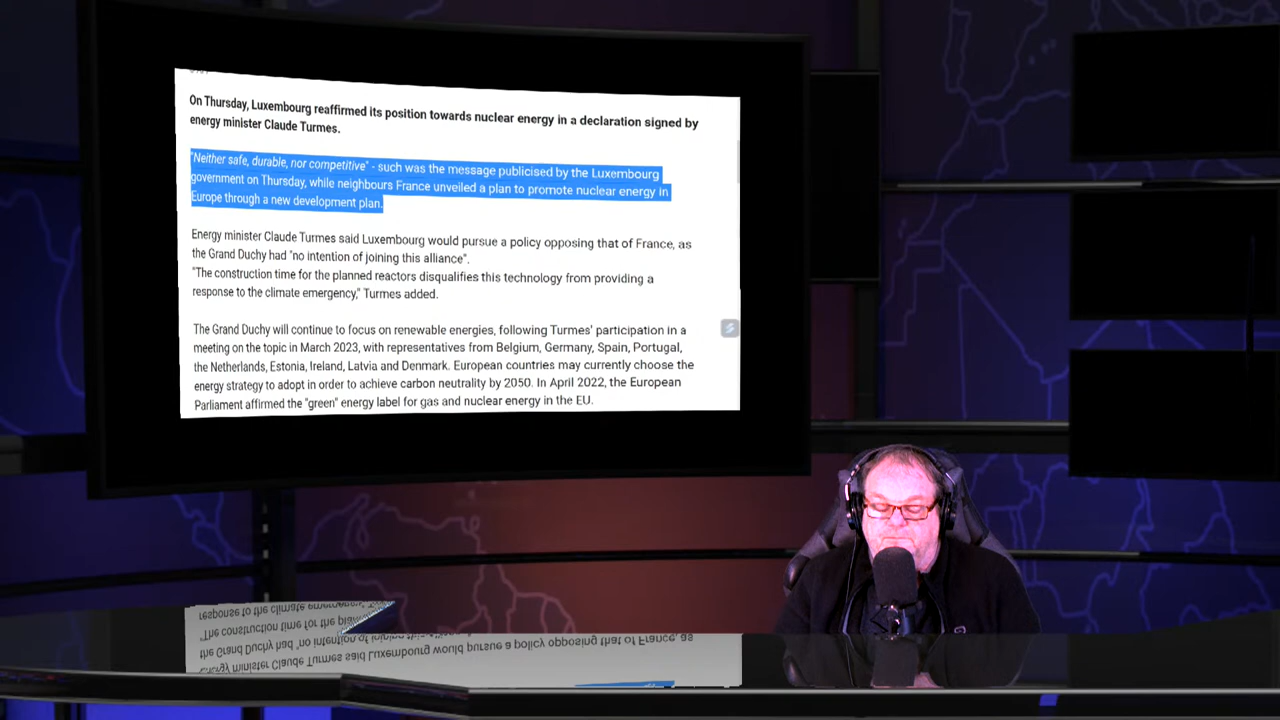 On Thursday, Luxembourg reaffirmed its position towards nuclear energy in a declaration signed by
energy minister Claude Turmes.
"Neither safe, durable, nor competitive" - such was the message publicised by the Luxembourg
government on Thursday, while neighbours France unveiled a plan to promote nuclear energy in
Europe through a new development plan.
Energy minister Claude Turmes said Luxembourg would pursue a policy opposing that of France, as
the Grand Duchy had "no intention of joining this alliance".
"The construction time for the planned reactors disqualifies this technology from providing a
response to the climate emergency," Turmes added.
The Grand Duchy will continue to focus on renewable energies, following Turmes' participation in a
meeting on the topic in March 2023, with representatives from Belgium, Germany, Spain, Portugal,
the Netherlands, Estonia, Ireland, Latvia and Denmark. European countries may currently choose the
energy strategy to adopt in order to achieve carbon neutrality by 2050. In April 2022, the European
Parliament affirmed the "green" energy label for gas and nuclear energy in the EU.